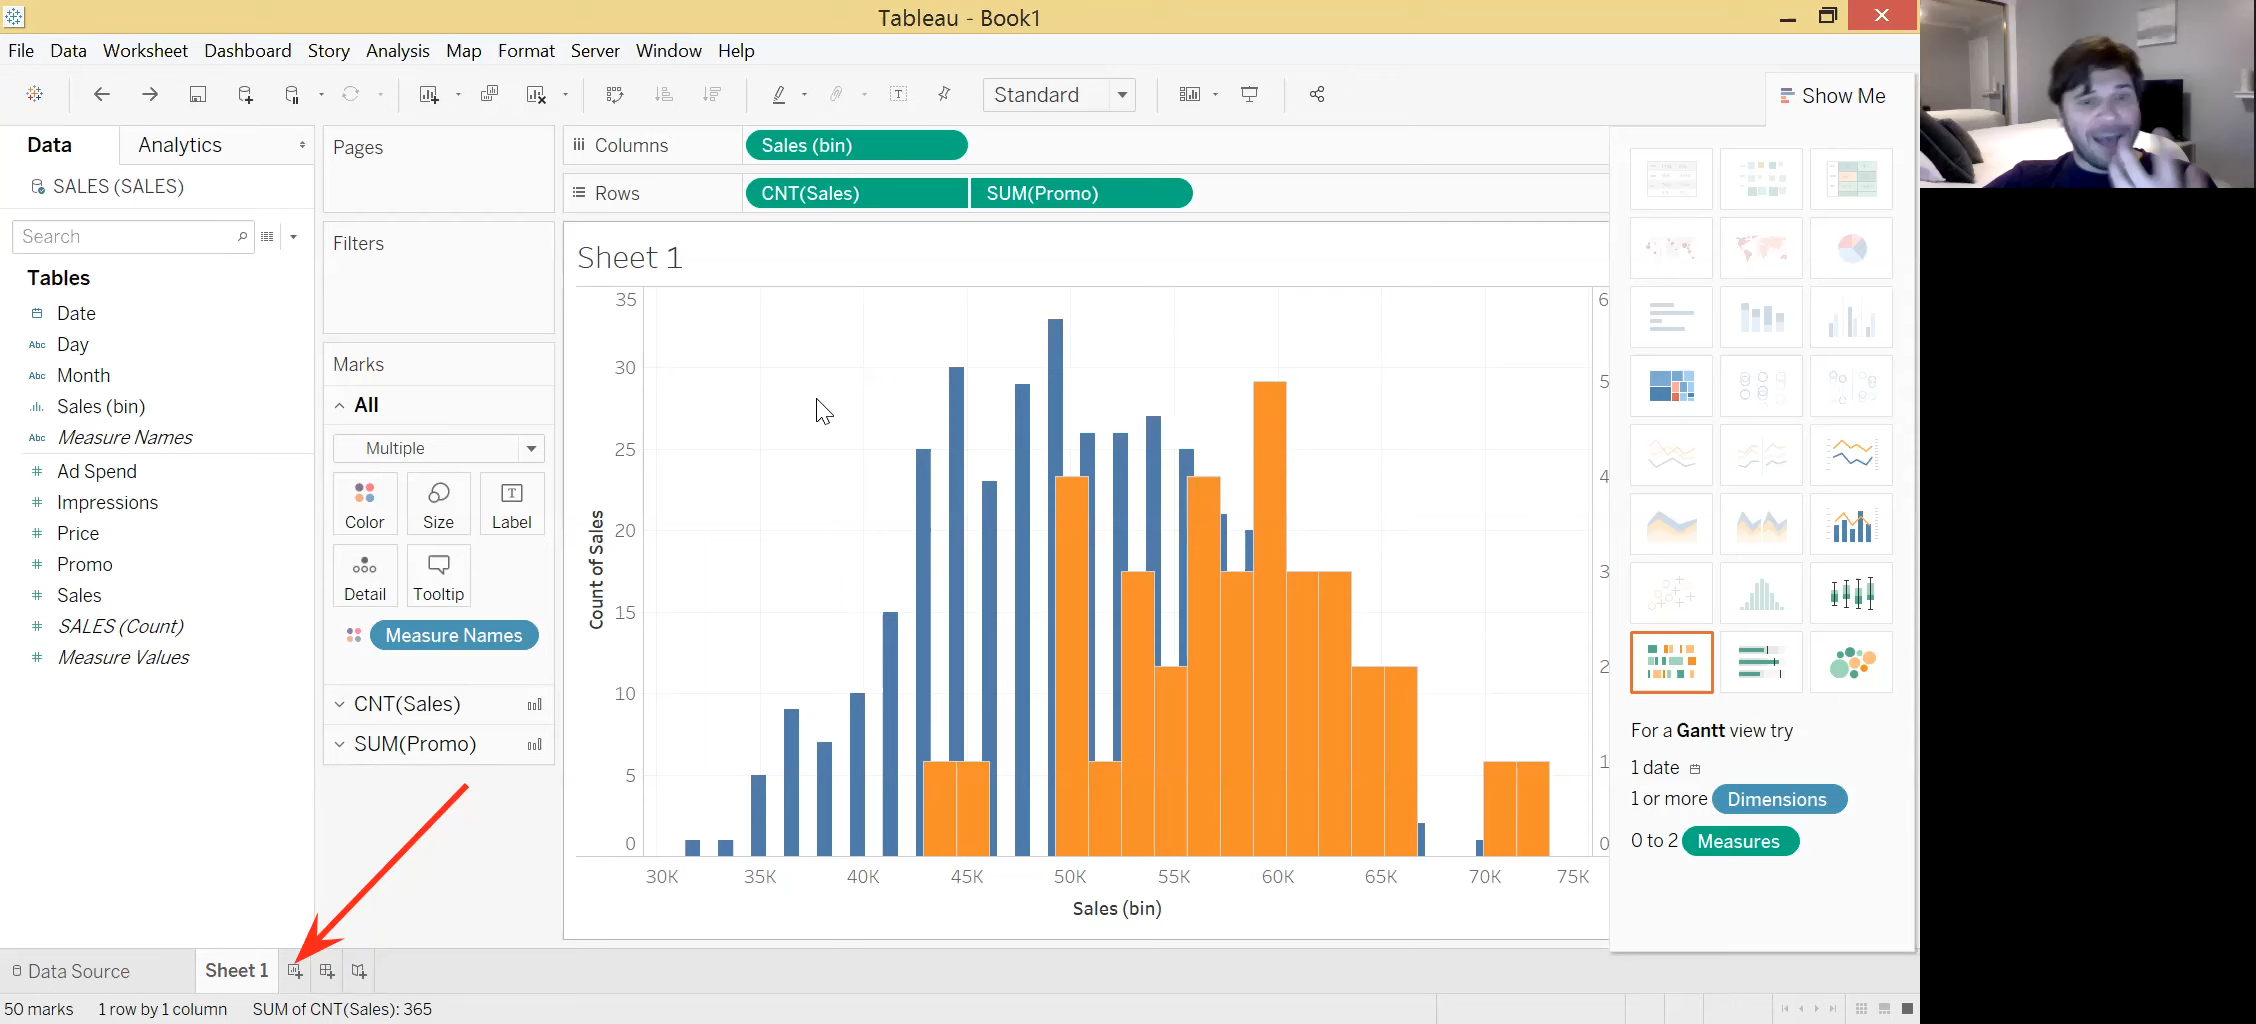 Tableau - Book1
File Data Worksheet Dashboard Story Analysis Map Format Server Window Help
Standard
Show Me
Data Analytics
SALES (SALES)
Search
Tables
Date
Abc Day
Abc Month
Sales (bin)
Abc Measure Names
# Ad Spend
# Impressions
# Price
# Promo
# Sales
# SALES (Count)
# Measure Values
Pages
Filters
Marks
All
Multiple
Color Size Label
Detail Tooltip
Measure Names
CNT(Sales)
SUM(Promo)
Columns Sales (bin)
Rows CNT(Sales) SUM(Promo)
Sheet 1
35
30
25
20
15
10
5
0
Count of Sales
6
5
4
3
2
1
0
30K 35K 40K 45K 50K 55K 60K 65K 70K 75K
Sales (bin)
For a Gantt view try
1 date
1 or more Dimensions
0 to 2 Measures
Data Source Sheet 1
50 marks 1 row by 1 column SUM of CNT(Sales): 365